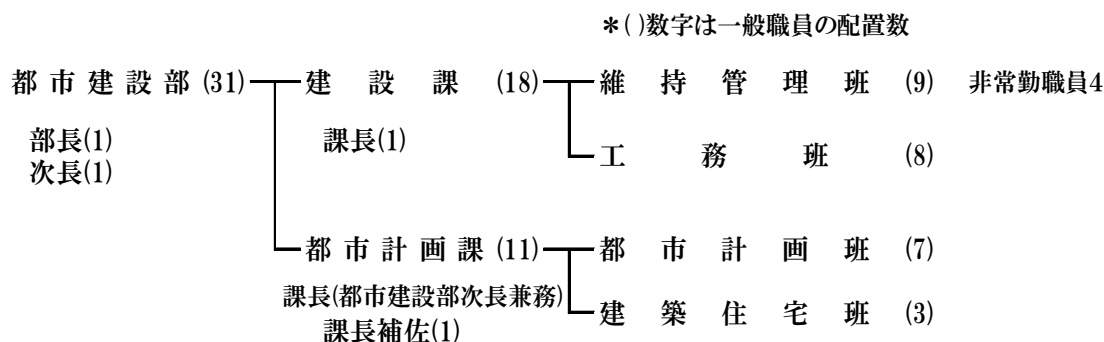 ＊( )数字は一般職員の配置数
都市建設部(31) 建設課(18) 維持管理班(9) 非常勤職員4
部長(1) 課長(1)
次長(1)
工務班(8)
都市計画課(11) 都市計画班(7)
課長(都市建設部次長兼務)
課長補佐(1)
建築住宅班(3)